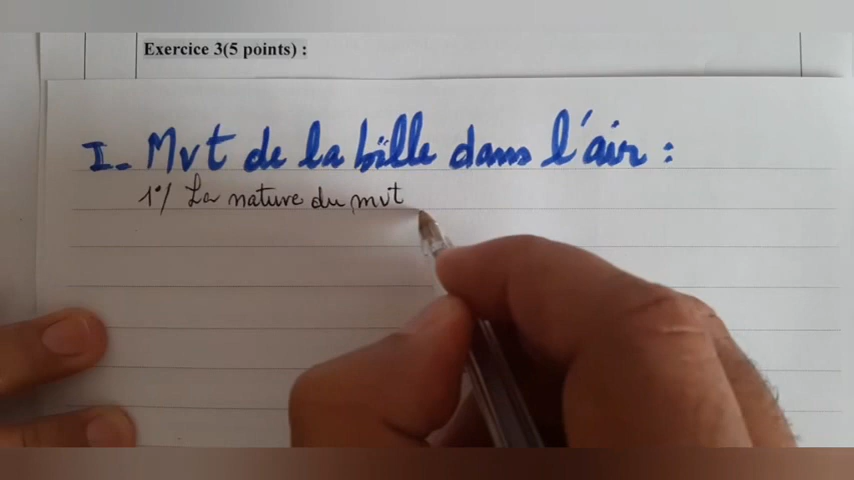 Exercice 3(5 points) :
I- Mvt de la bille dans l'air :
1°/ La nature du mvt